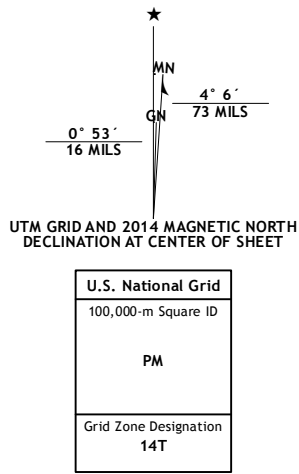 MN
4° 6´
73 MILS
GN
0° 53´
16 MILS
UTM GRID AND 2014 MAGNETIC NORTH
DECLINATION AT CENTER OF SHEET
U.S. National Grid
100,000-m Square ID
PM
Grid Zone Designation
14T